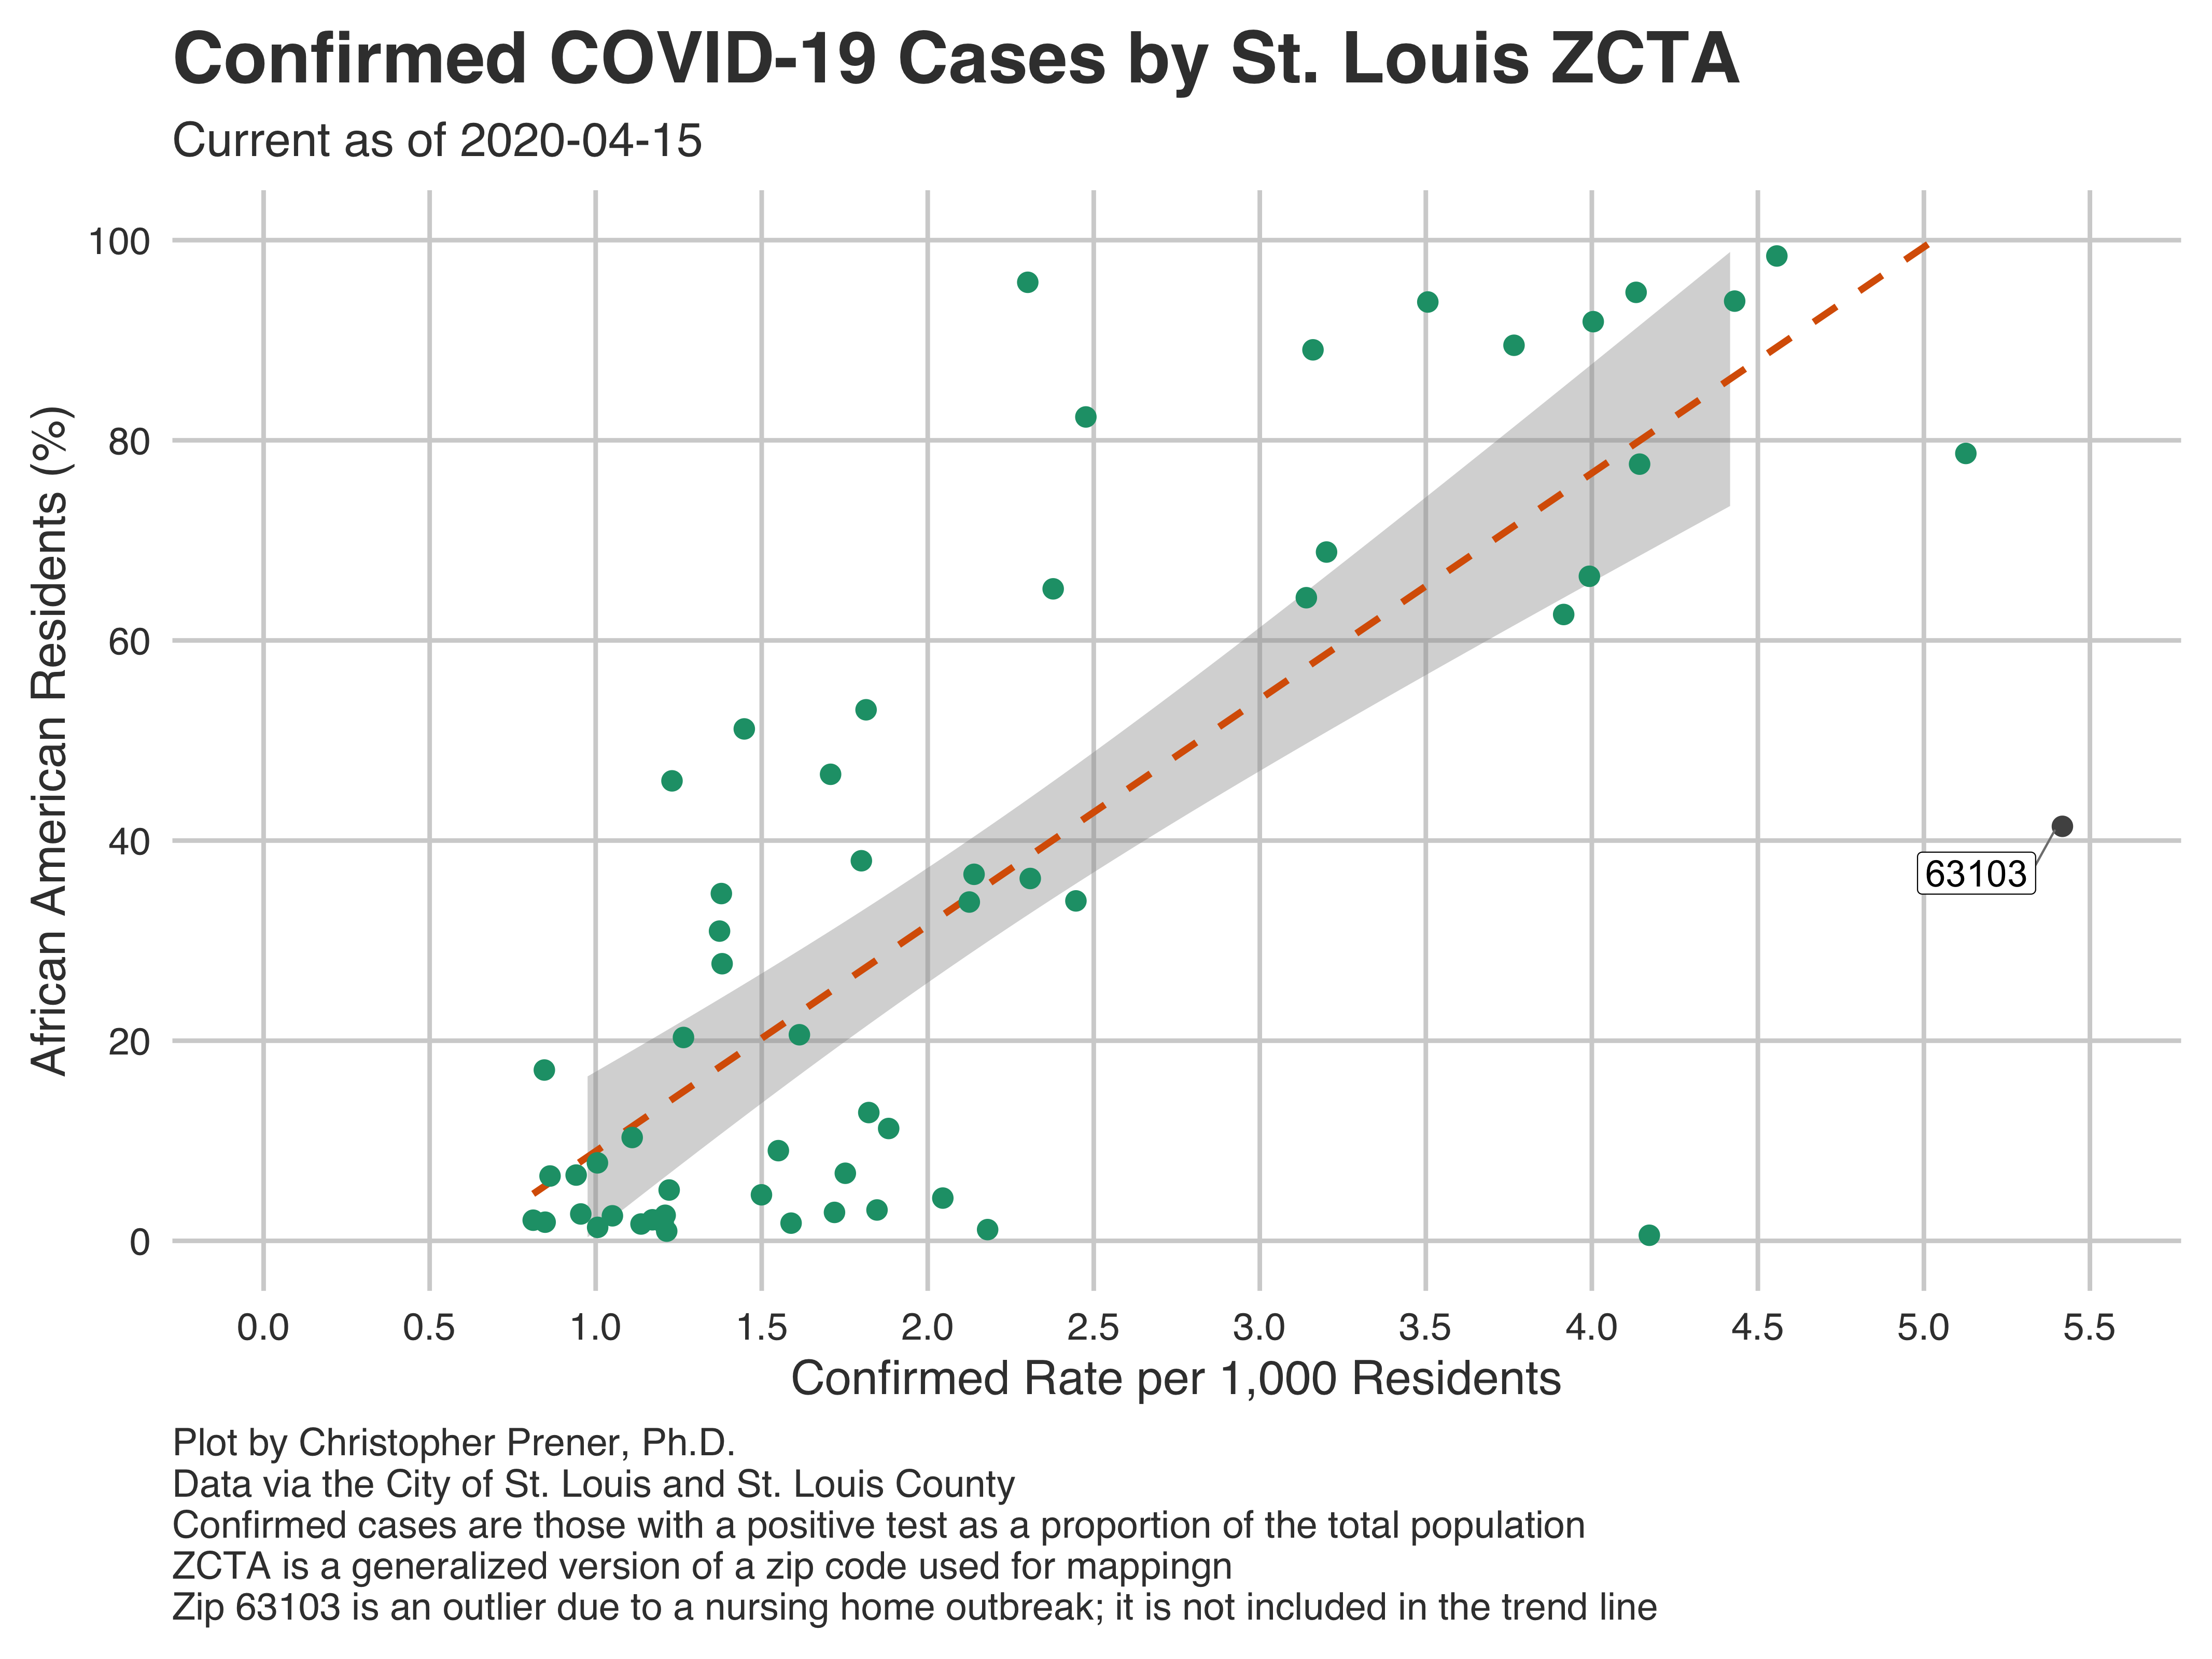 Confirmed COVID-19 Cases by St. Louis ZCTA
Current as of 2020-04-15
African American Residents (%)
100
80
60
40
20
0
63103
0.0 0.5 1.0 1.5 2.0 2.5 3.0 3.5 4.0 4.5 5.0 5.5
Confirmed Rate per 1,000 Residents
Plot by Christopher Prener, Ph.D.
Data via the City of St. Louis and St. Louis County
Confirmed cases are those with a positive test as a proportion of the total population
ZCTA is a generalized version of a zip code used for mappingn
Zip 63103 is an outlier due to a nursing home outbreak; it is not included in the trend line